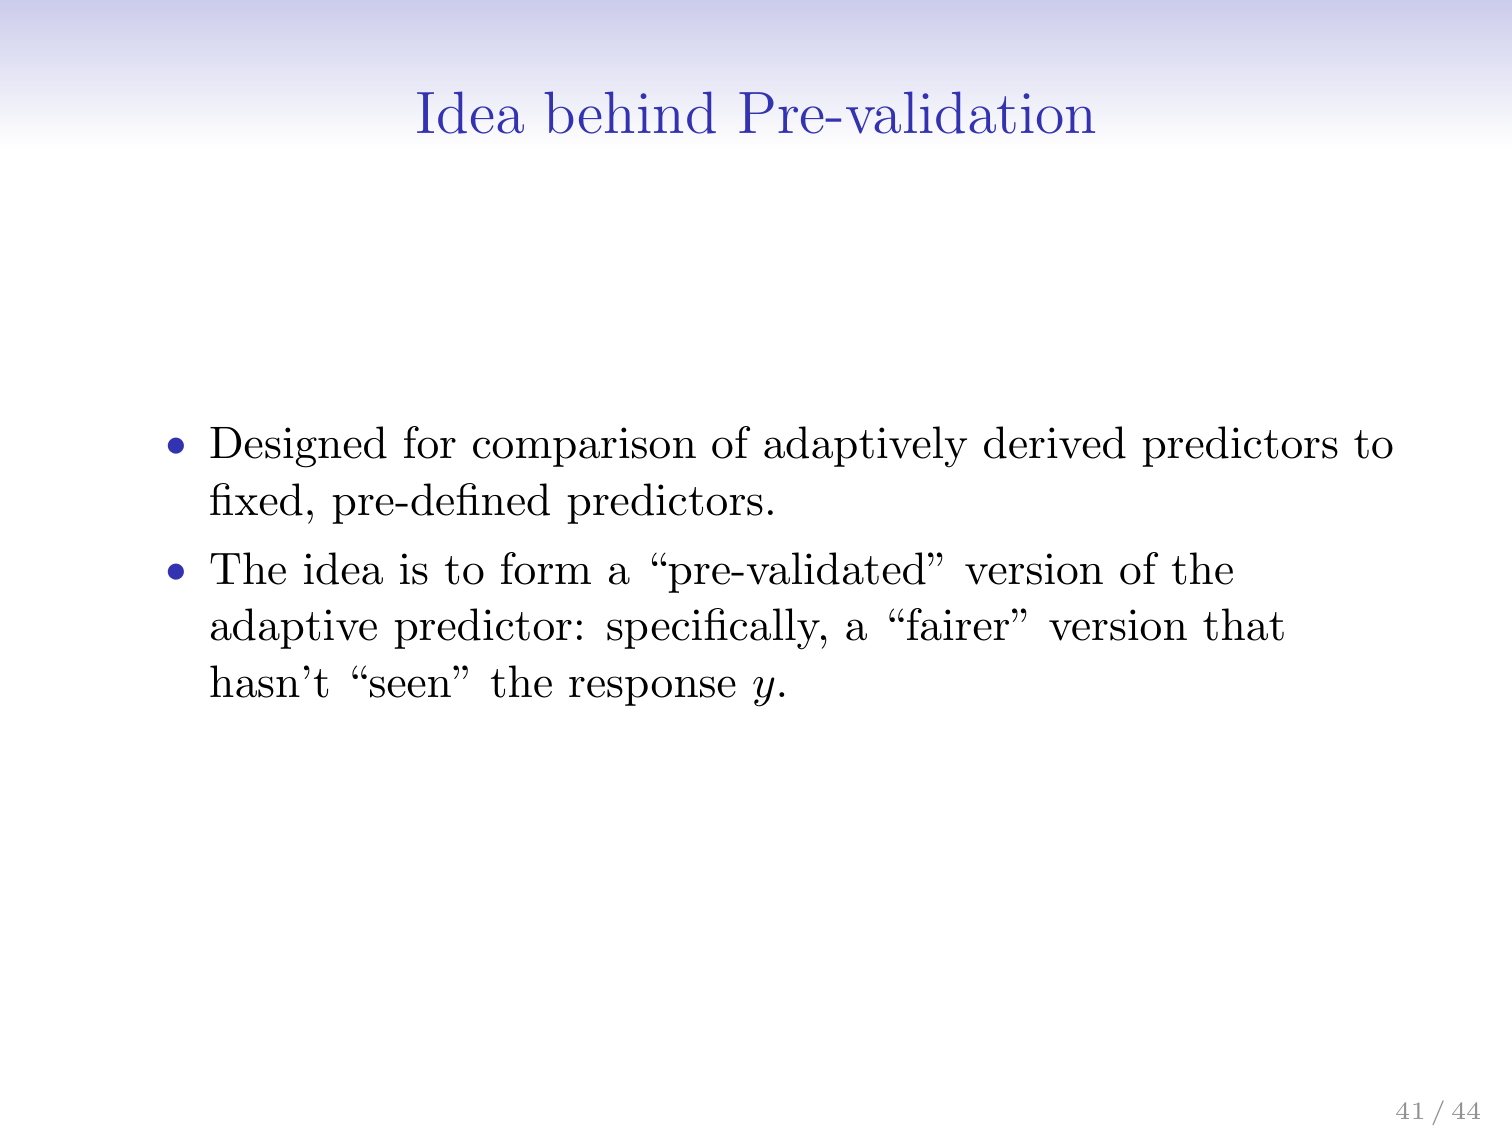 Idea behind Pre-validation
• Designed for comparison of adaptively derived predictors to
fixed, pre-defined predictors.
• The idea is to form a “pre-validated” version of the
adaptive predictor: specifically, a “fairer” version that
hasn’t “seen” the response y.
41 / 44